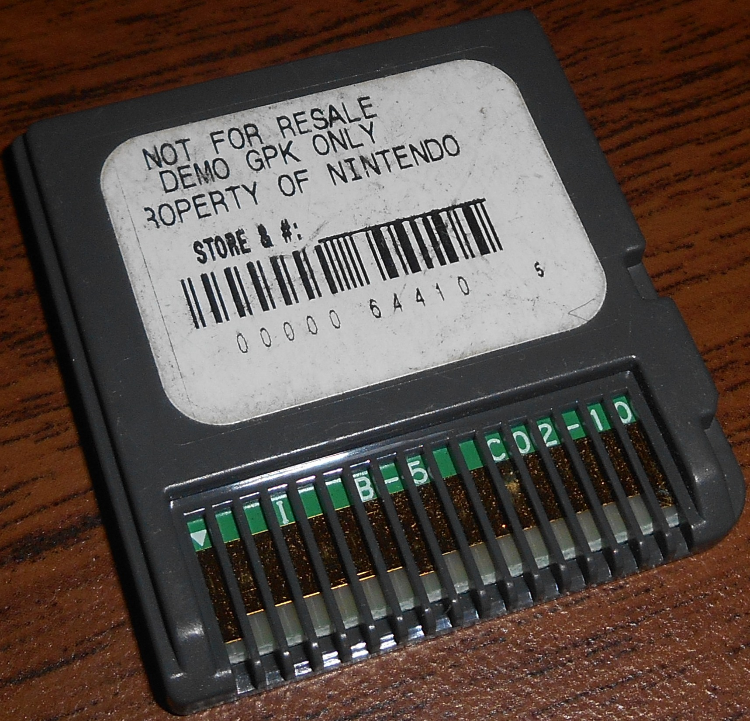 NOT FOR RESALE
DEMO GPK ONLY
ROPERTY OF NINTENDO
STORE & #:
00000 64410 5
I B-5 C02-10